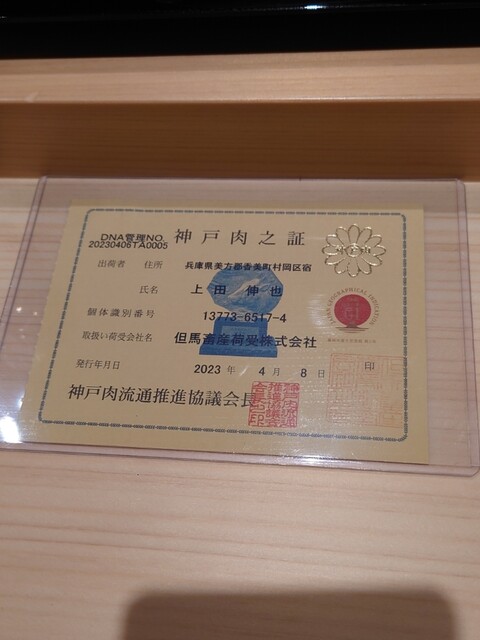 DNA管理NO.
20230406TA0005
神戸肉之証
出荷者 住所 兵庫県美方郡香美町村岡区宿
氏名 上田 伸也
個体識別番号 13773-6517-4
取扱い荷受会社名 但馬畜産荷受株式会社
発行年月日 2023 年 4 月 8 日 印
神戸肉流通推進協議会長